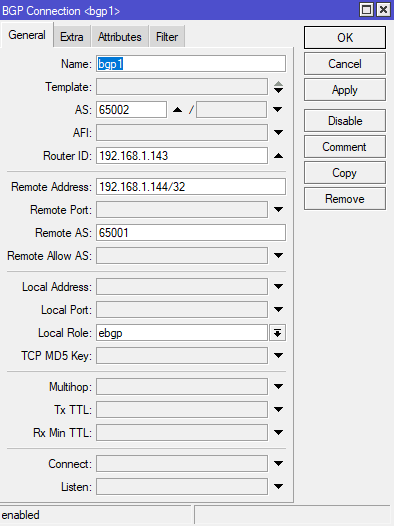 BGP Connection <bgp1>
General Extra Attributes Filter
OK
Name: bgp1
Cancel
Template:
Apply
AS: 65002 /
AFI:
Disable
Router ID: 192.168.1.143
Comment
Copy
Remote Address: 192.168.1.144/32
Remove
Remote Port:
Remote AS: 65001
Remote Allow AS:
Local Address:
Local Port:
Local Role: ebgp
TCP MD5 Key:
Multihop:
Tx TTL:
Rx Min TTL:
Connect:
Listen:
enabled